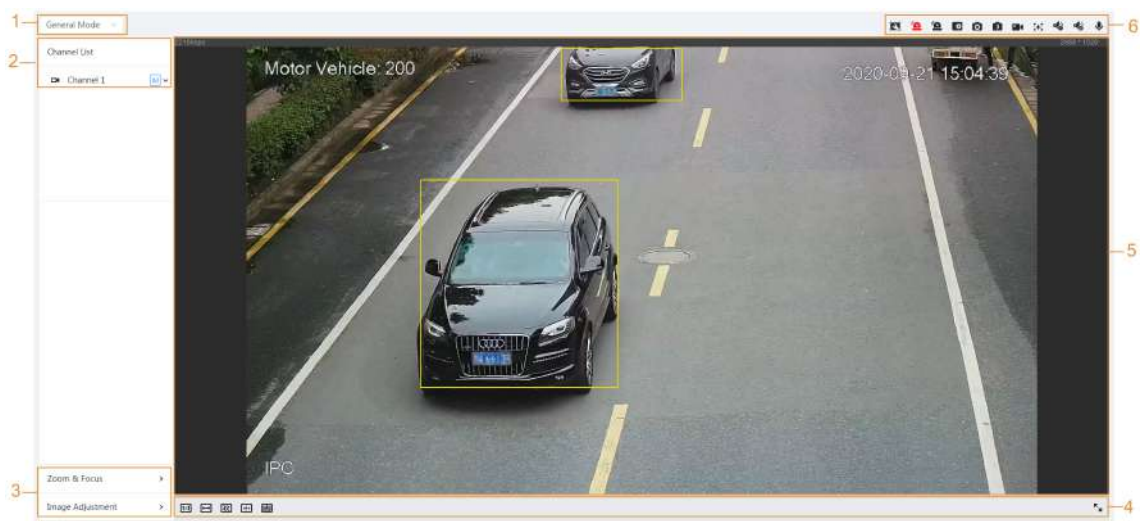 1
General Mode
6
2
Channel List
Channel 1
Motor Vehicle: 200
2020-04-21 15:04:39
5
IPC
3
Zoom & Focus
Image Adjustment
4